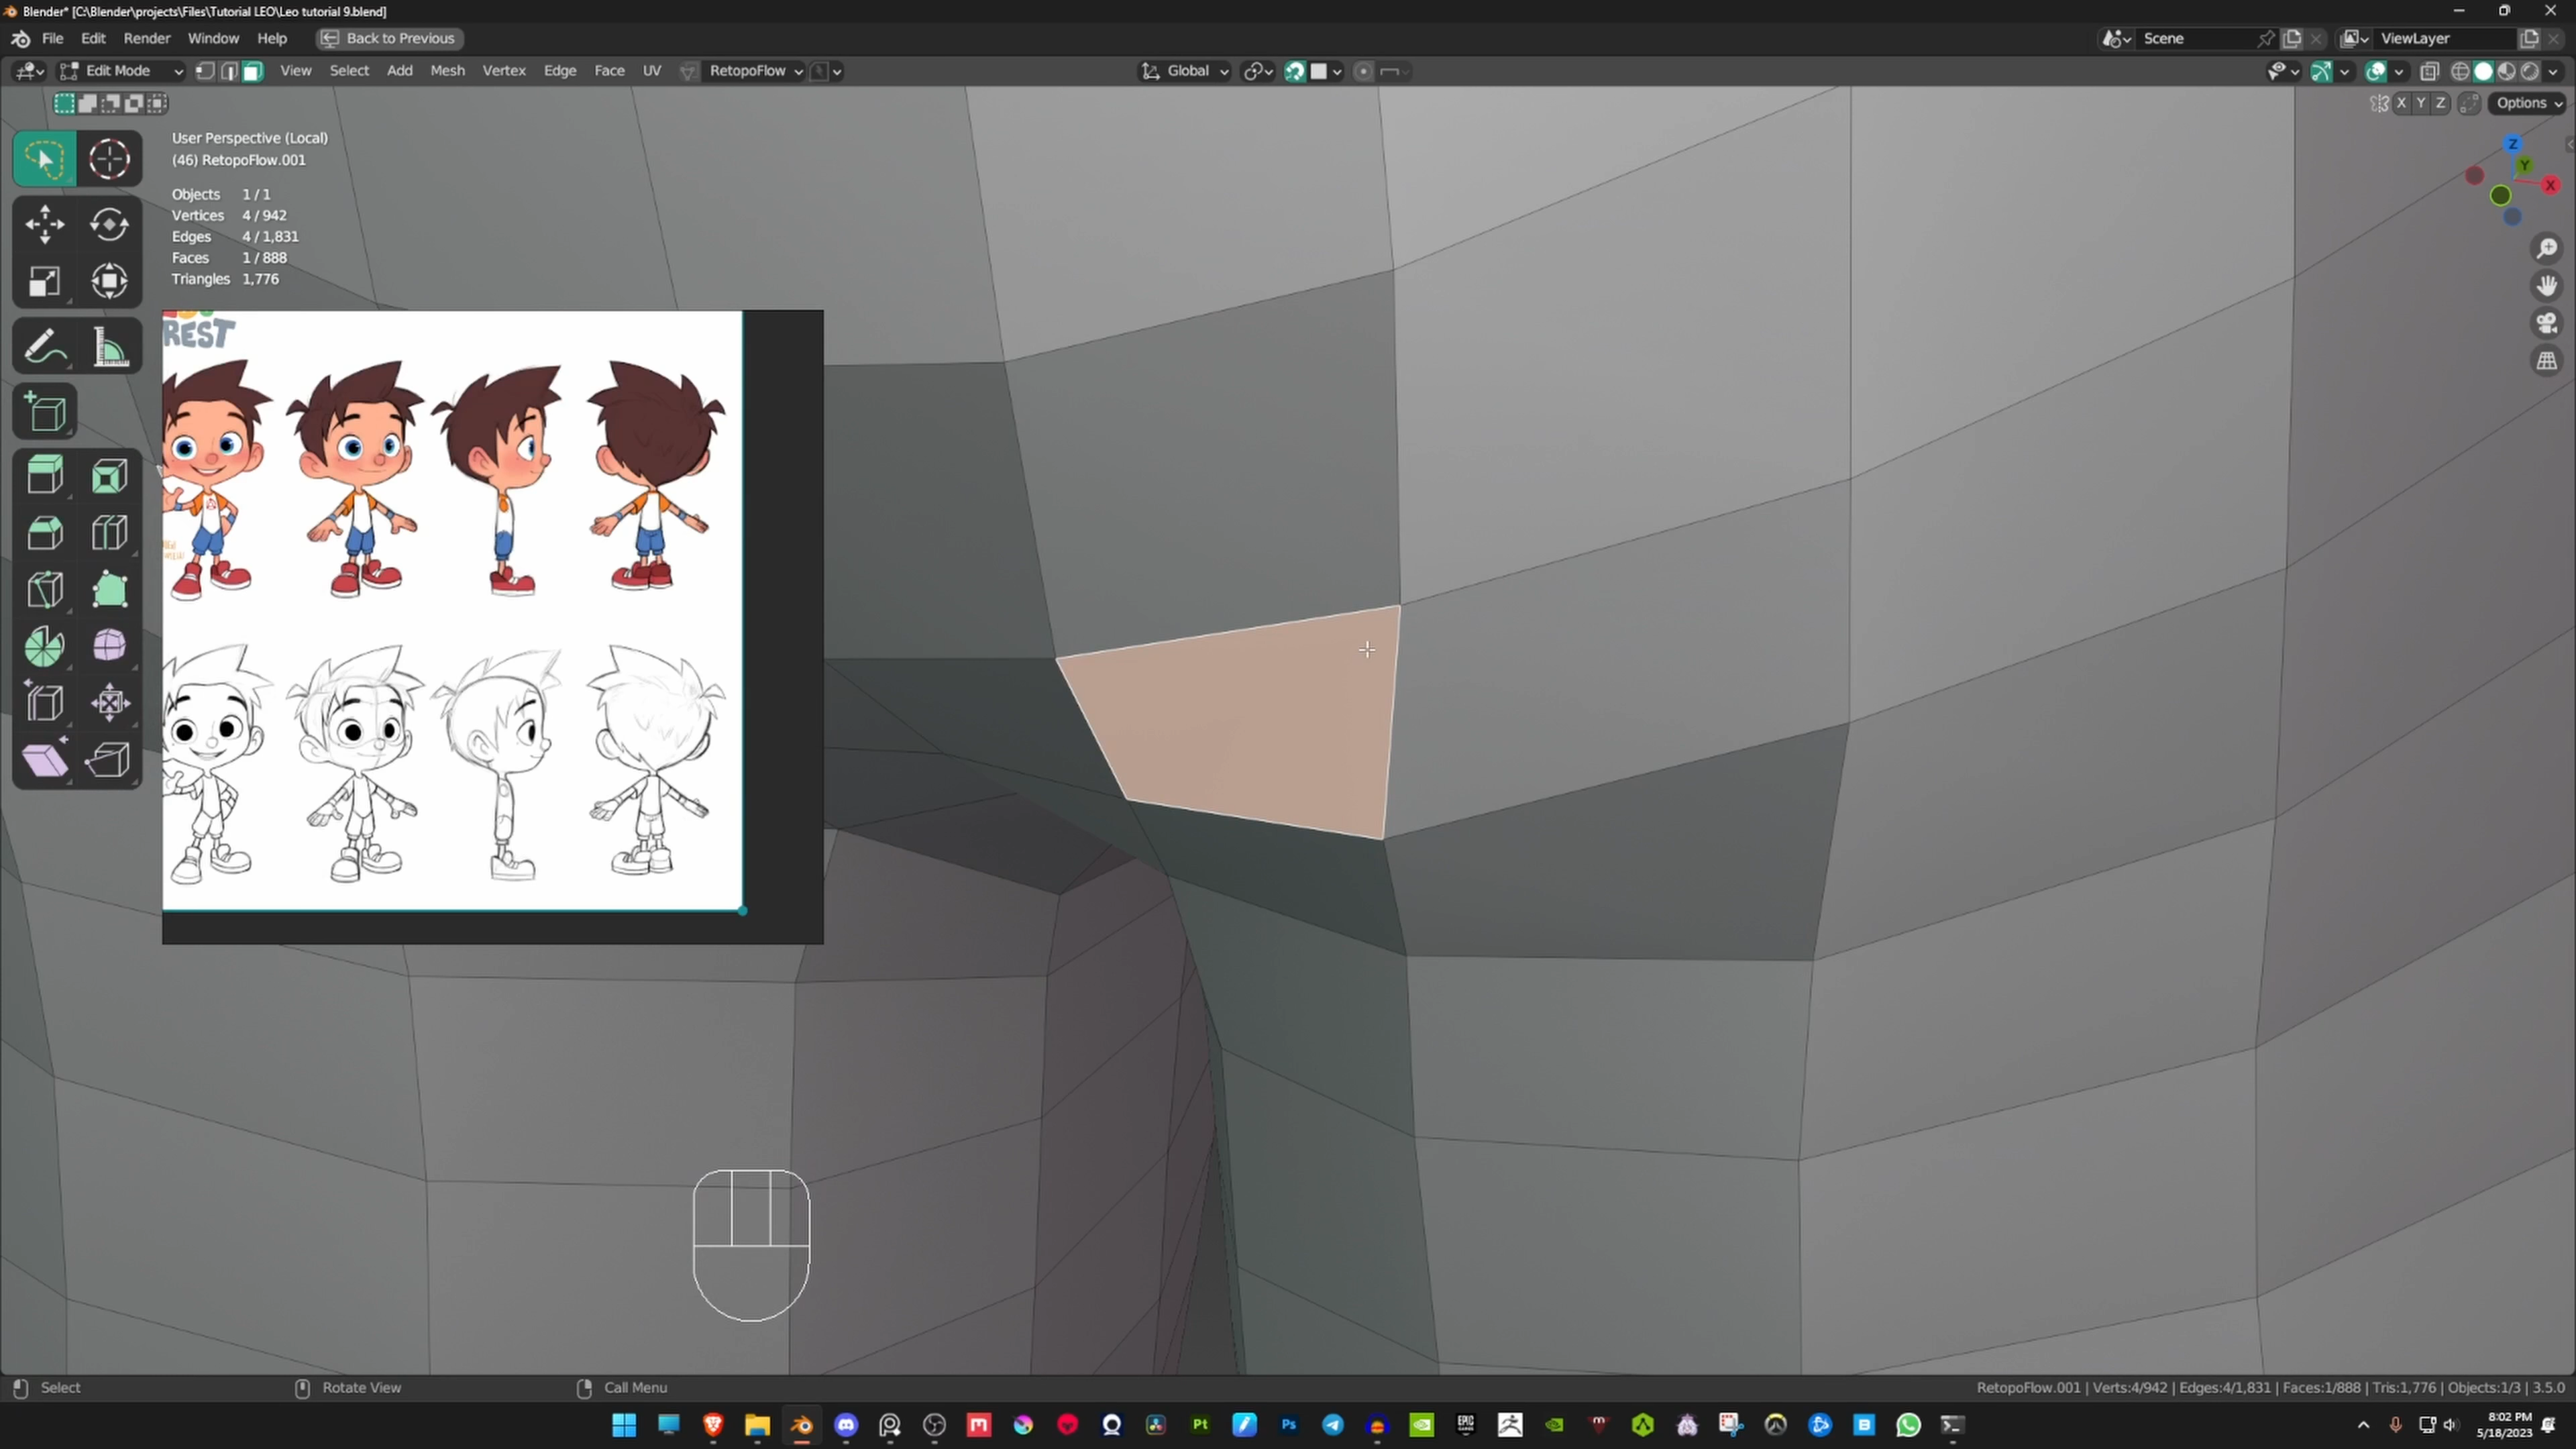 Blender* [C:\Blender\projects\Files\Tutorial LEO\Leo tutorial 9.blend]
File Edit Render Window Help Back to Previous Scene ViewLayer
Edit Mode View Select Add Mesh Vertex Edge Face UV RetopoFlow Global
X Y Z Options
User Perspective (Local)
(46) RetopoFlow.001
Objects 1 / 1
Vertices 4 / 942
Edges 4 / 1,831
Faces 1 / 888
Triangles 1,776
Z
Y
X
REST
Select Rotate View Call Menu RetopoFlow.001 | Verts:4/942 | Edges:4/1,831 | Faces:1/888 | Tris:1,776 | Objects:1/3 | 3.5.0
Pt Ps EPIC GAMES B
8:02 PM
5/18/2023